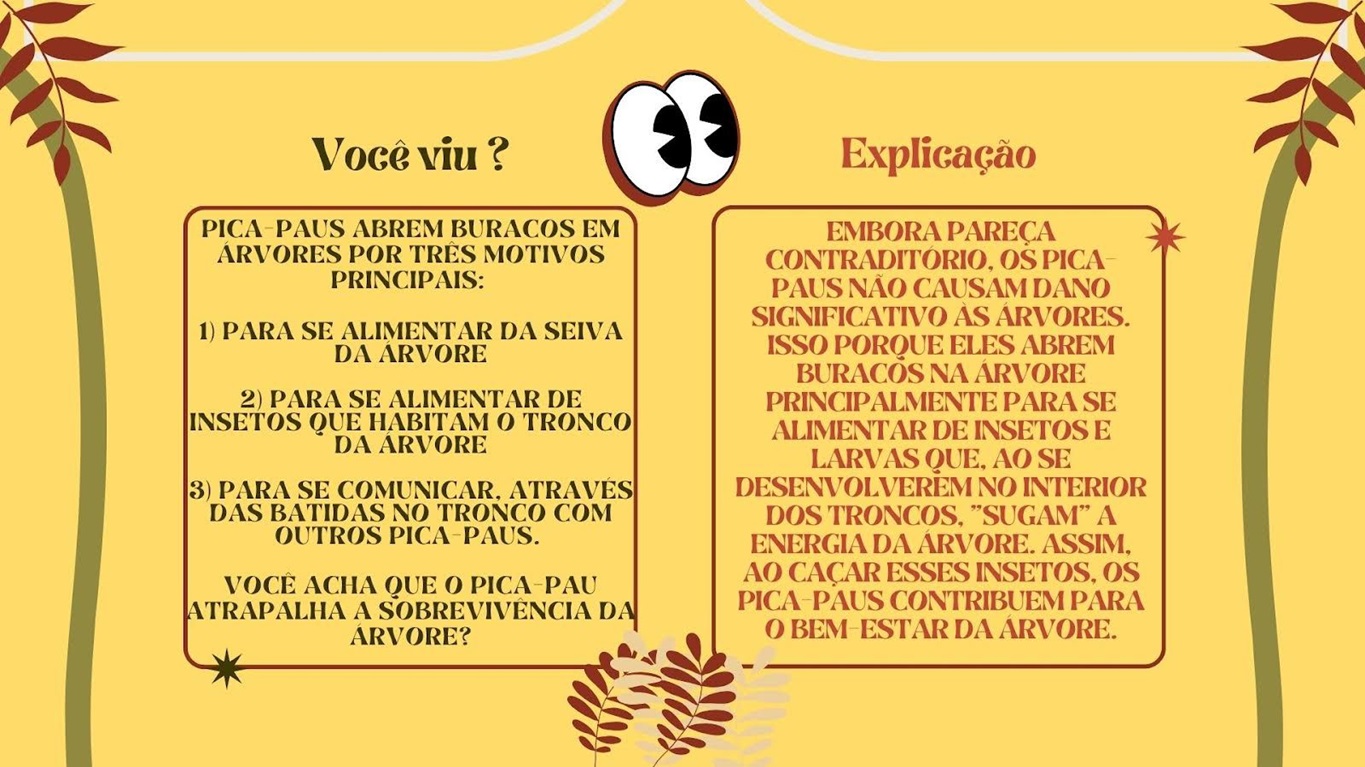 Você viu ?
PICA-PAUS ABREM BURACOS EM
ÁRVORES POR TRÊS MOTIVOS
PRINCIPAIS:
1) PARA SE ALIMENTAR DA SEIVA
DA ÁRVORE
2) PARA SE ALIMENTAR DE
INSETOS QUE HABITAM O TRONCO
DA ÁRVORE
3) PARA SE COMUNICAR, ATRAVÉS
DAS BATIDAS NO TRONCO COM
OUTROS PICA-PAUS.
VOCÊ ACHA QUE O PICA-PAU
ATRAPALHA A SOBREVIVÊNCIA DA
ÁRVORE?
Explicação
EMBORA PAREÇA
CONTRADITÓRIO, OS PICA-
PAUS NÃO CAUSAM DANO
SIGNIFICATIVO ÀS ÁRVORES.
ISSO PORQUE ELES ABREM
BURACOS NA ÁRVORE
PRINCIPALMENTE PARA SE
ALIMENTAR DE INSETOS E
LARVAS QUE, AO SE
DESENVOLVEREM NO INTERIOR
DOS TRONCOS, "SUGAM" A
ENERGIA DA ÁRVORE. ASSIM,
AO CAÇAR ESSES INSETOS, OS
PICA-PAUS CONTRIBUEM PARA
O BEM-ESTAR DA ÁRVORE.